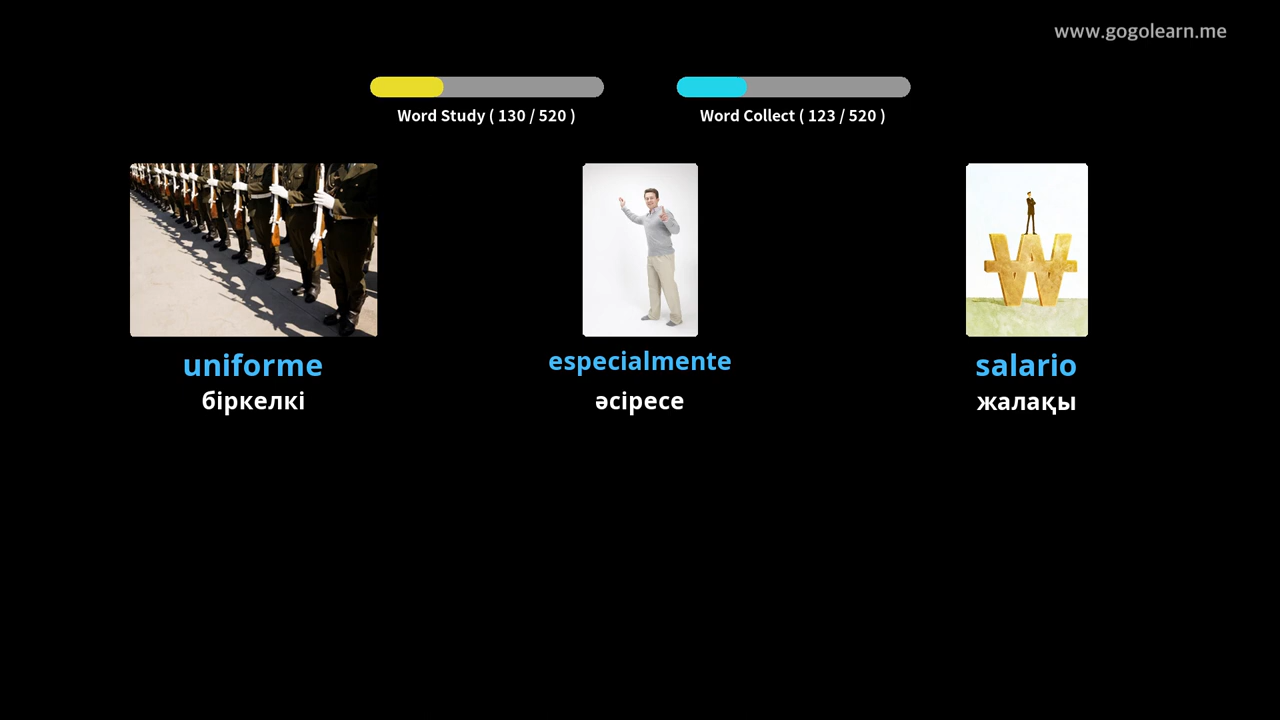 www.gogolearn.me
Word Study ( 130 / 520 )
Word Collect ( 123 / 520 )
uniforme
especialmente
salario
біркелкі
әсіресе
жалақы